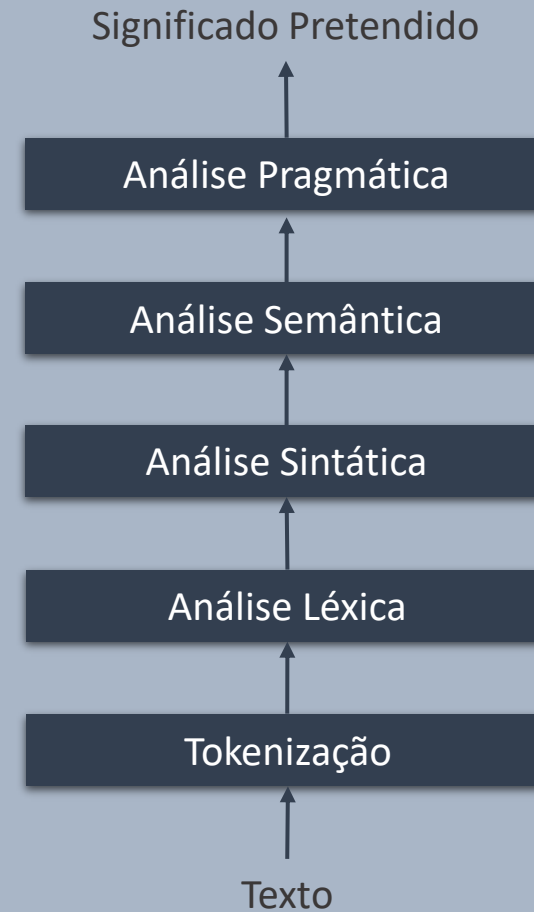 Significado Pretendido
Análise Pragmática
Análise Semântica
Análise Sintática
Análise Léxica
Tokenização
Texto